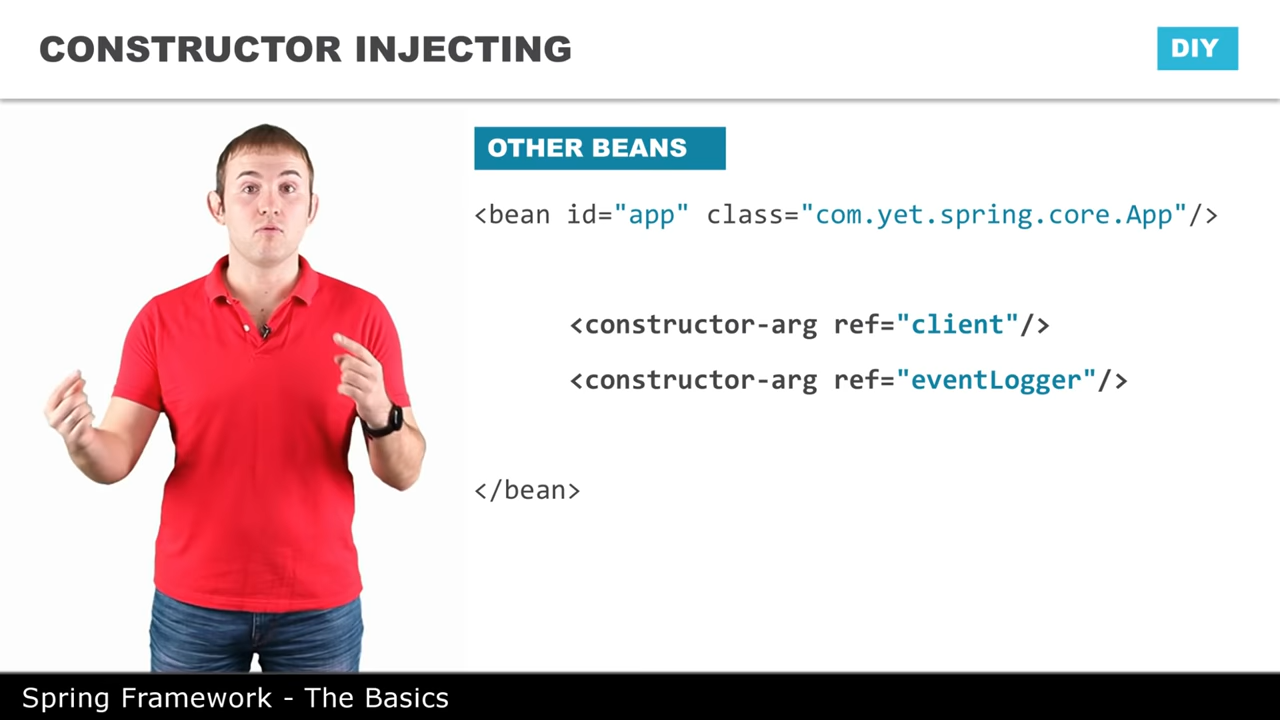 CONSTRUCTOR INJECTING
DIY
OTHER BEANS
<bean id="app" class="com.yet.spring.core.App"/>
<constructor-arg ref="client"/>
<constructor-arg ref="eventLogger"/>
</bean>
Spring Framework - The Basics